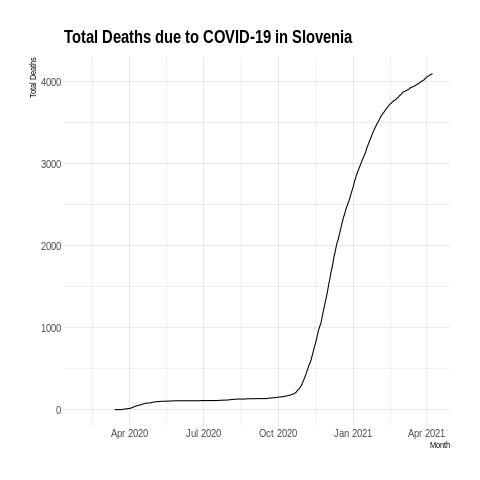 Total Deaths due to COVID-19 in Slovenia
Total Deaths
4000
3000
2000
1000
0
Apr 2020 Jul 2020 Oct 2020 Jan 2021 Apr 2021
Month